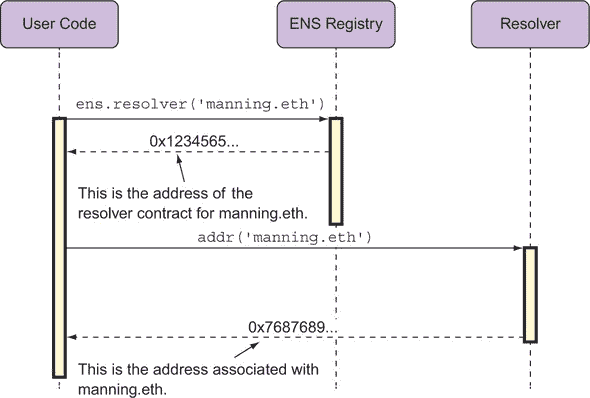 User Code
ENS Registry
Resolver
ens.resolver('manning.eth')
0x1234565...
This is the address of the
resolver contract for manning.eth.
addr('manning.eth')
0x7687689...
This is the address associated with
manning.eth.